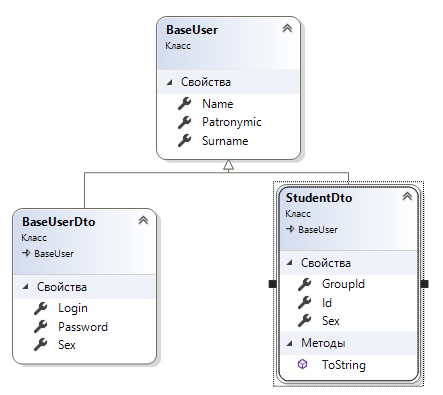 BaseUser
Класс
Свойства
Name
Patronymic
Surname
BaseUserDto
Класс
BaseUser
Свойства
Login
Password
Sex
StudentDto
Класс
BaseUser
Свойства
GroupId
Id
Sex
Методы
ToString